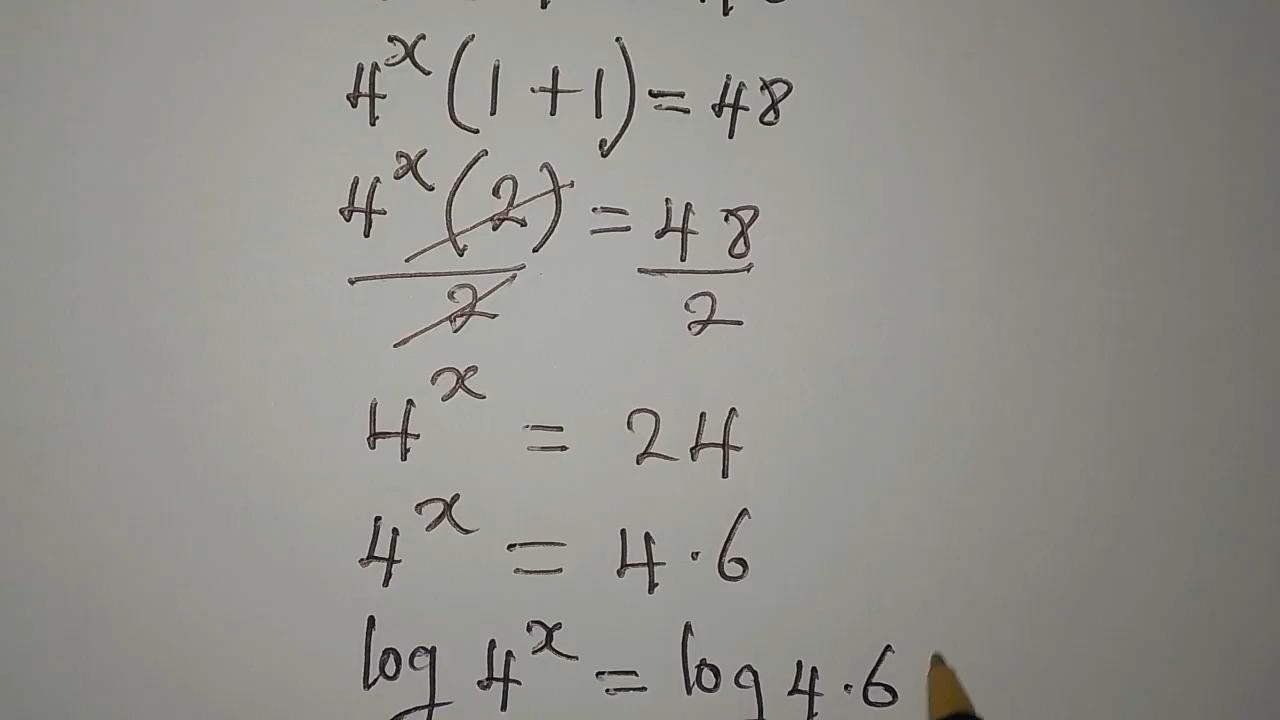 4^x (1 + 1) = 48
4^x (2) / 2 = 48 / 2
4^x = 24
4^x = 4 · 6
log 4^x = log 4 · 6